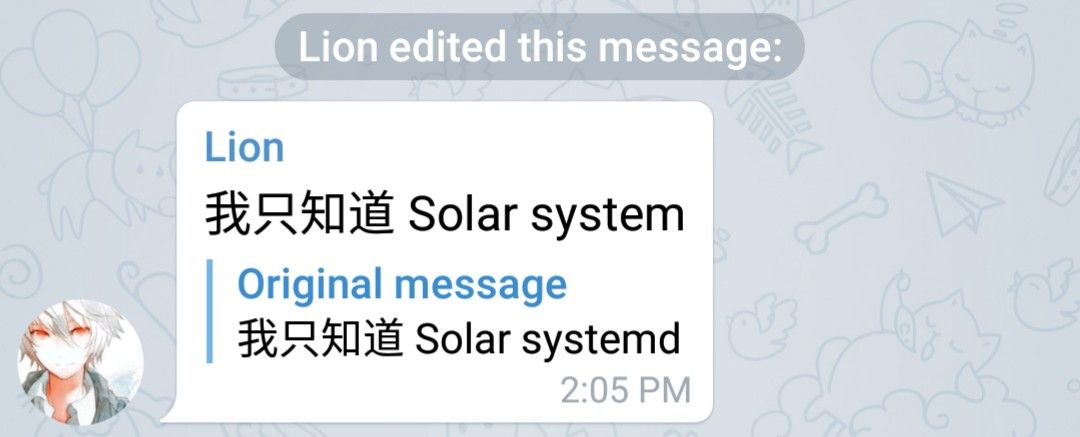 Lion edited this message:
Lion
我只知道 Solar system
Original message
我只知道 Solar systemd
2:05 PM